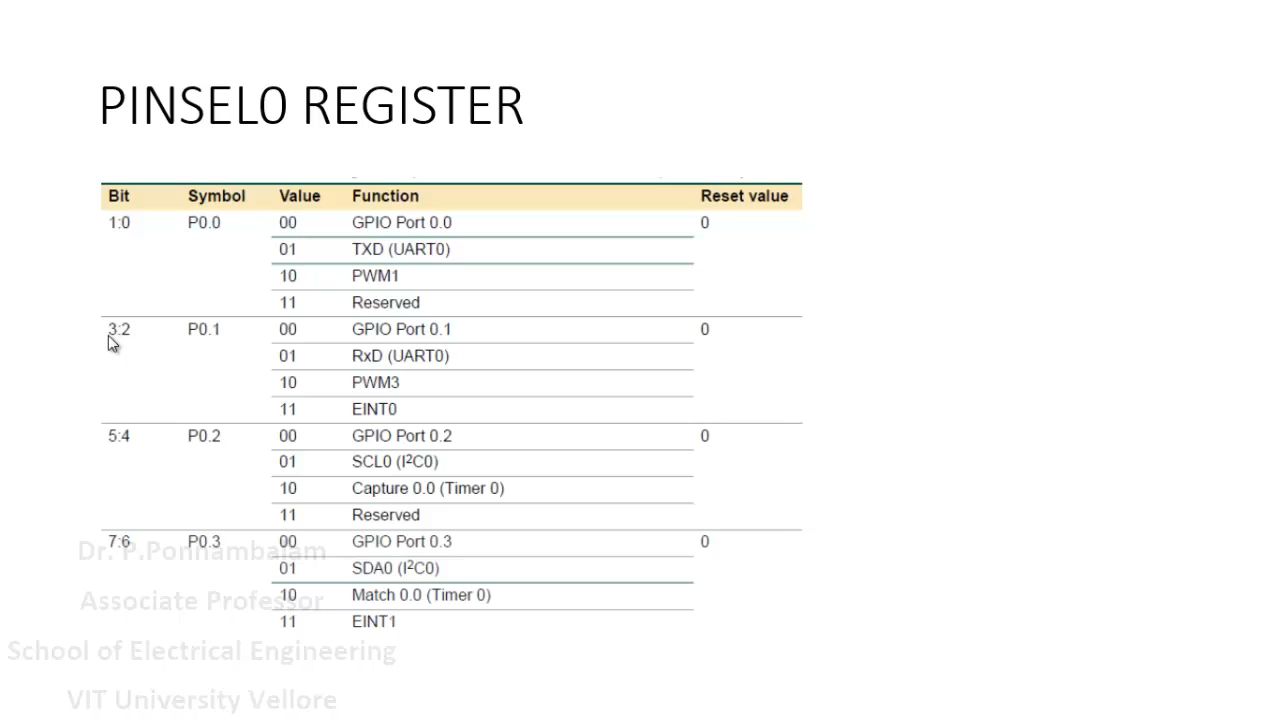 PINSEL0 REGISTER
Bit Symbol Value Function Reset value
1:0 P0.0 00 GPIO Port 0.0 0
01 TXD (UART0)
10 PWM1
11 Reserved
3:2 P0.1 00 GPIO Port 0.1 0
01 RxD (UART0)
10 PWM3
11 EINT0
5:4 P0.2 00 GPIO Port 0.2 0
01 SCL0 (I²C0)
10 Capture 0.0 (Timer 0)
11 Reserved
7:6 P0.3 00 GPIO Port 0.3 0
01 SDA0 (I²C0)
10 Match 0.0 (Timer 0)
11 EINT1
Dr. P.Ponnambalam
Associate Professor
School of Electrical Engineering
VIT University Vellore